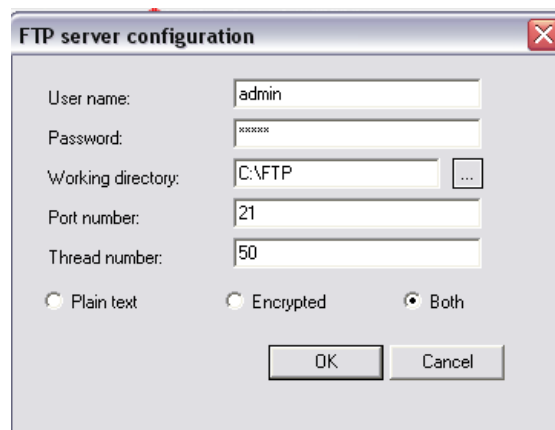 FTP server configuration
User name: admin
Password: xxxxx
Working directory: C:\FTP ...
Port number: 21
Thread number: 50
Plain text Encrypted Both
OK Cancel